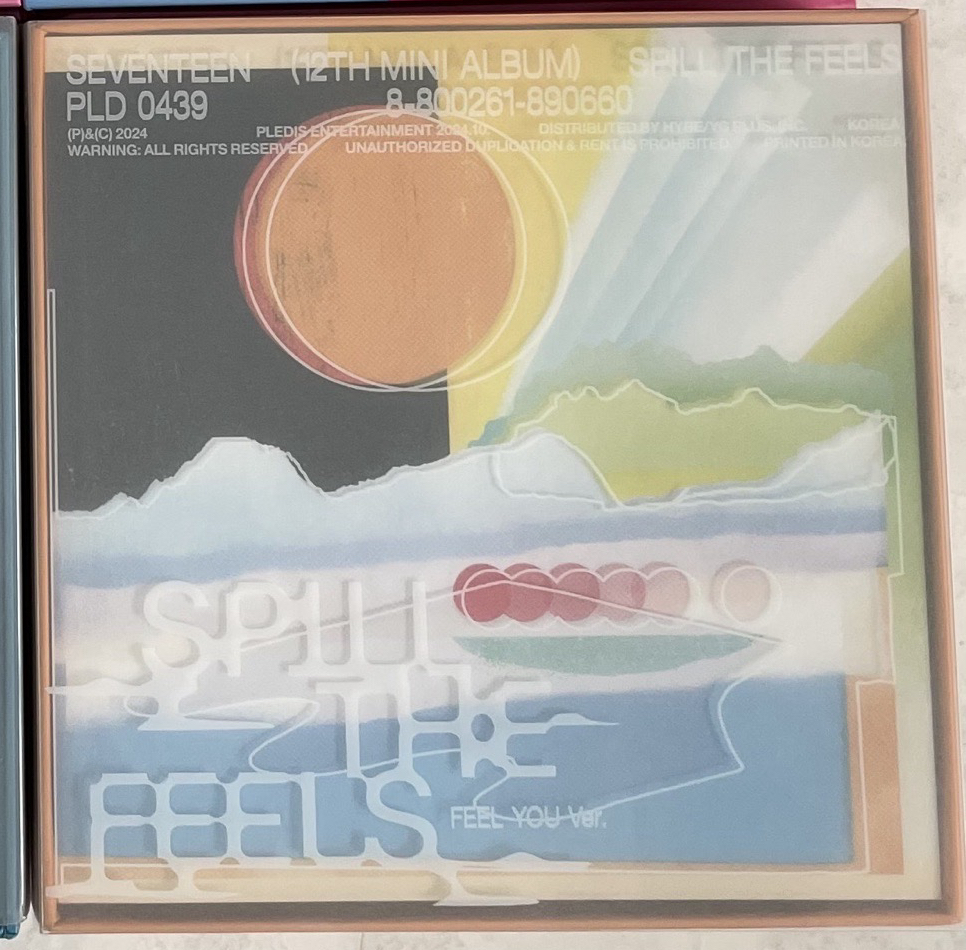 SEVENTEEN (12TH MINI ALBUM) SPILL THE FEELS
PLD 0439 8-800261-890660
(P)&(C) 2024 PLEDIS ENTERTAINMENT 2024.10. DISTRIBUTED BY HYBE/YG PLUS, INC. KOREA
WARNING: ALL RIGHTS RESERVED UNAUTHORIZED DUPLICATION & RENT IS PROHIBITED PRINTED IN KOREA
SPILL
THE
FEELS
FEEL YOU Ver.